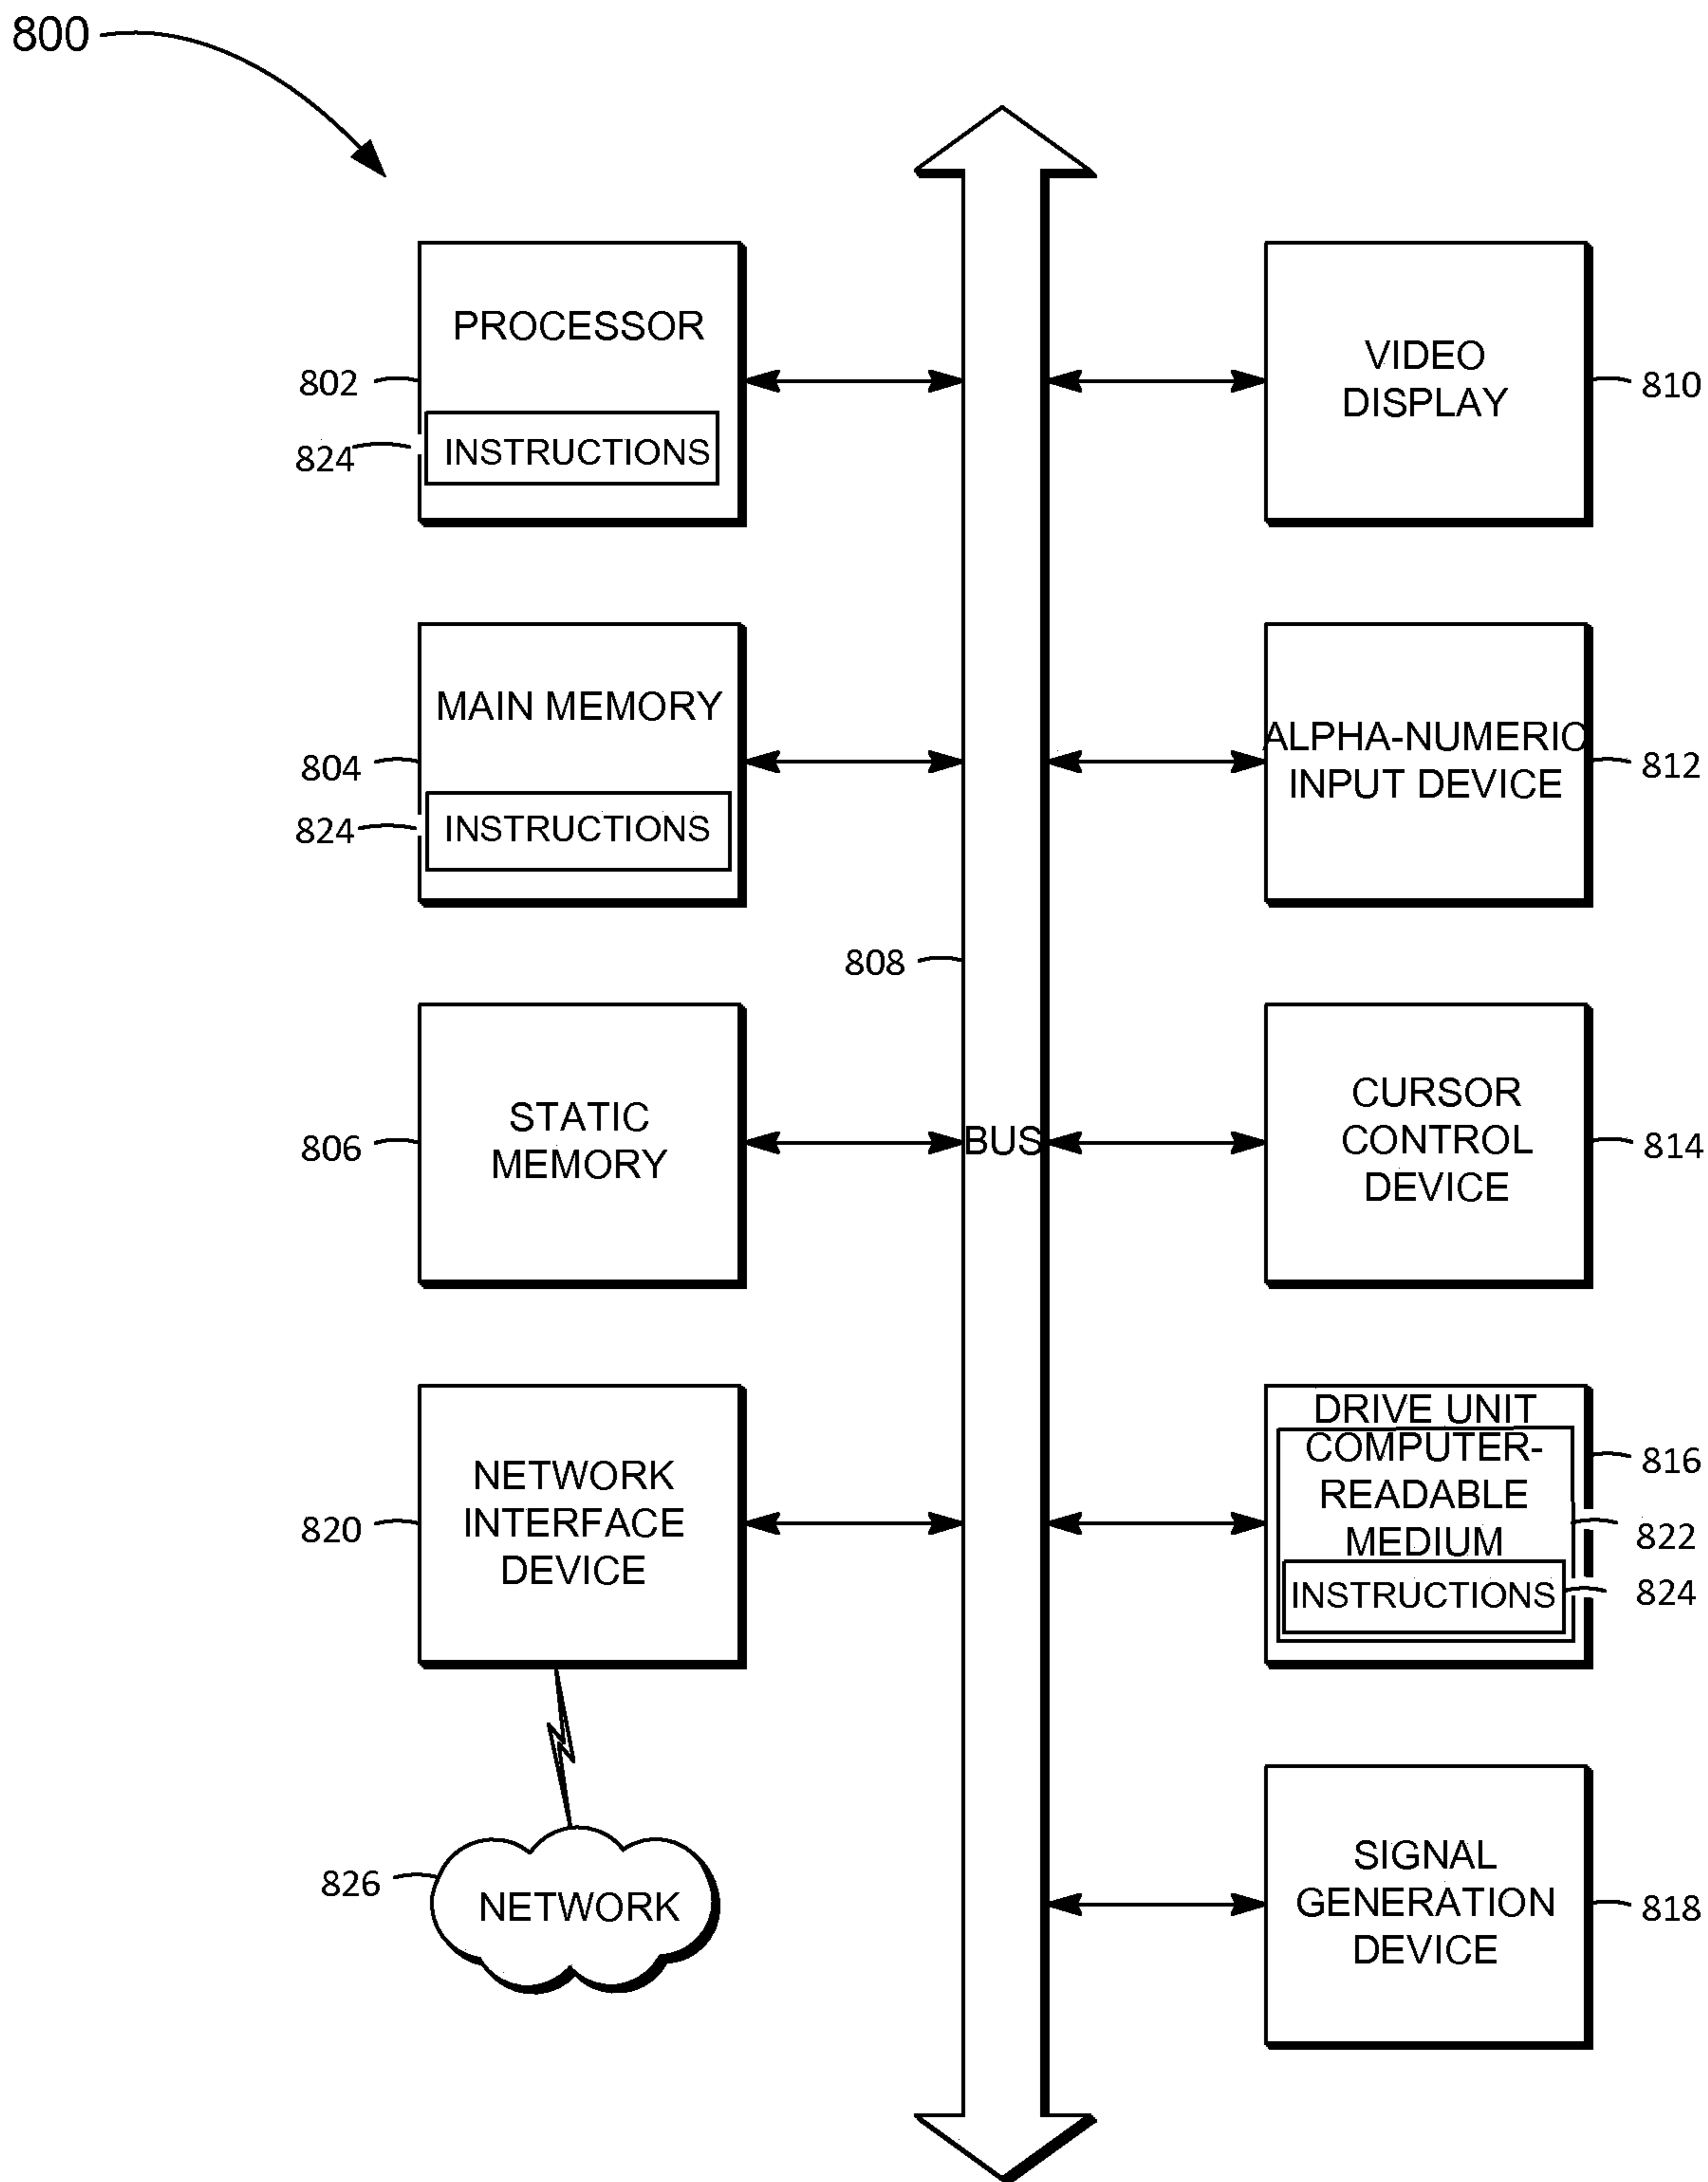 800
PROCESSOR
802
INSTRUCTIONS
824
VIDEO
DISPLAY
810
MAIN MEMORY
804
INSTRUCTIONS
824
ALPHA-NUMERIC
INPUT DEVICE
812
808
STATIC
MEMORY
806
BUS
CURSOR
CONTROL
DEVICE
814
NETWORK
INTERFACE
DEVICE
820
DRIVE UNIT
816
COMPUTER-
READABLE
MEDIUM
822
INSTRUCTIONS
824
826
NETWORK
SIGNAL
GENERATION
DEVICE
818